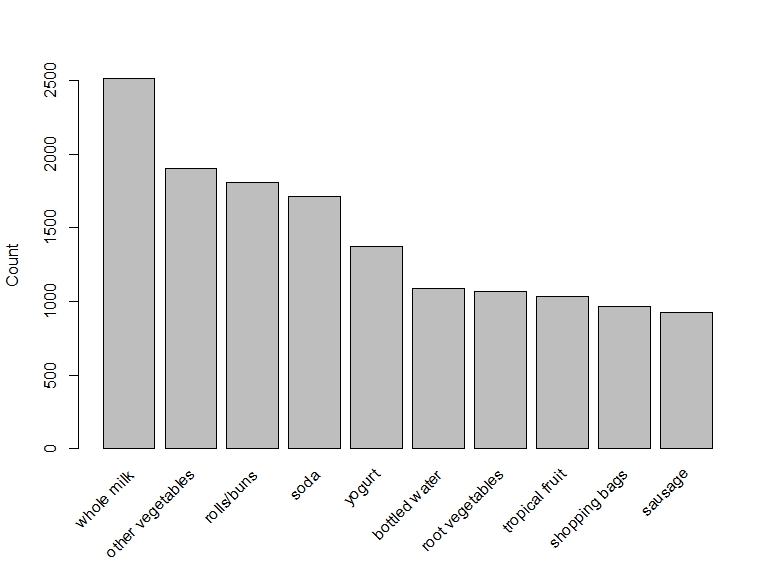 Count
2500
2000
1500
1000
500
0
whole milk
other vegetables
rolls/buns
soda
yogurt
bottled water
root vegetables
tropical fruit
shopping bags
sausage